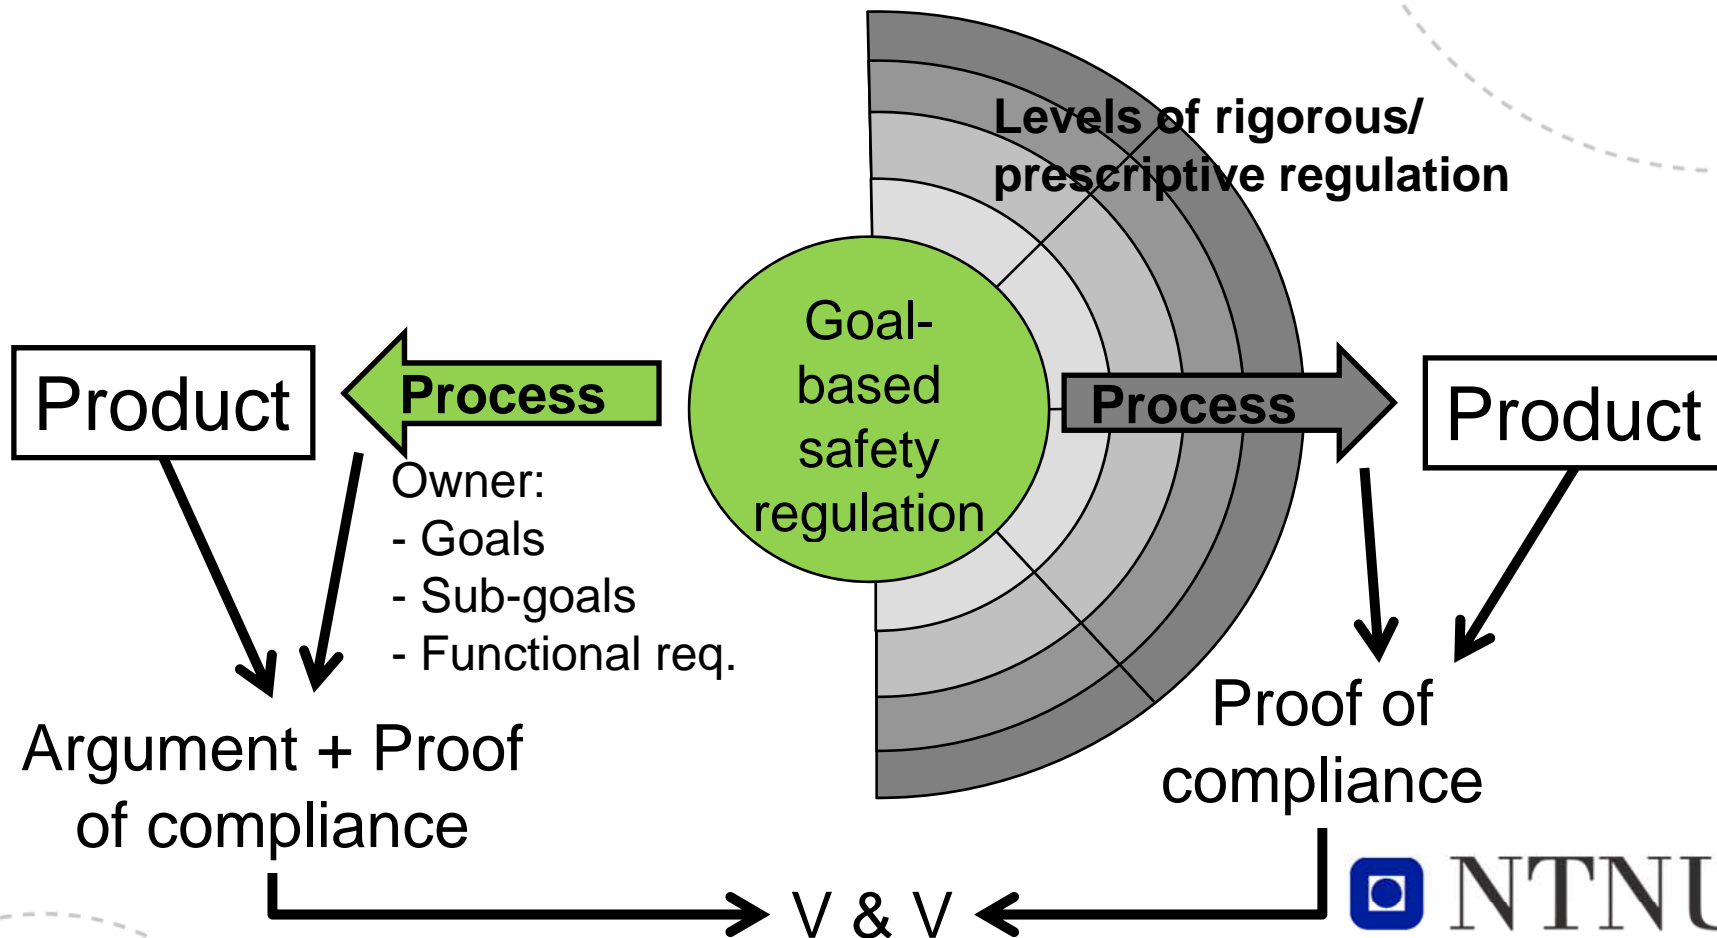 Levels of rigorous/
prescriptive regulation
Goal-
based
safety
regulation
Product
Process
Owner:
- Goals
- Sub-goals
- Functional req.
Argument + Proof
of compliance
Process
Product
Proof of
compliance
V & V
NTNU